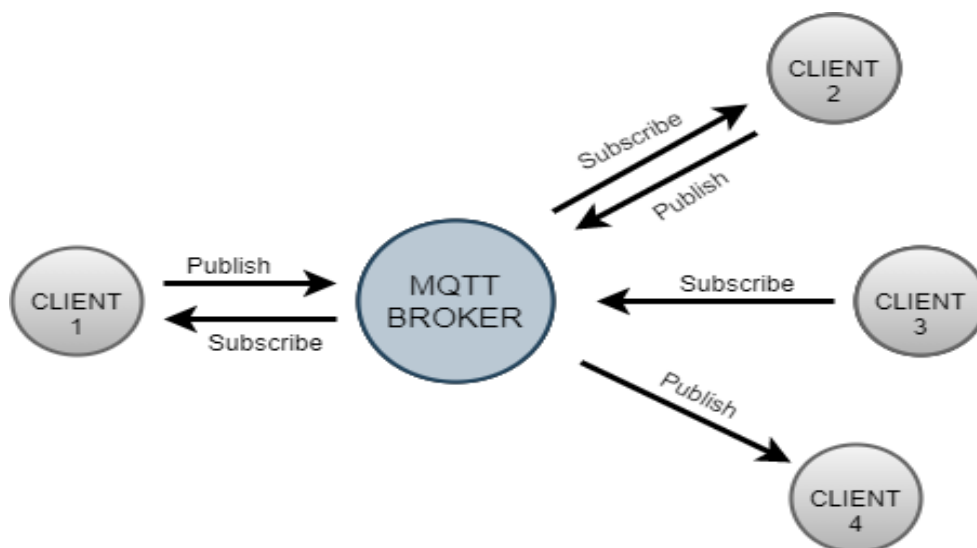 CLIENT
2
Subscribe
Publish
Publish
MQTT
BROKER
CLIENT
1
Subscribe
Subscribe
CLIENT
3
Publish
CLIENT
4